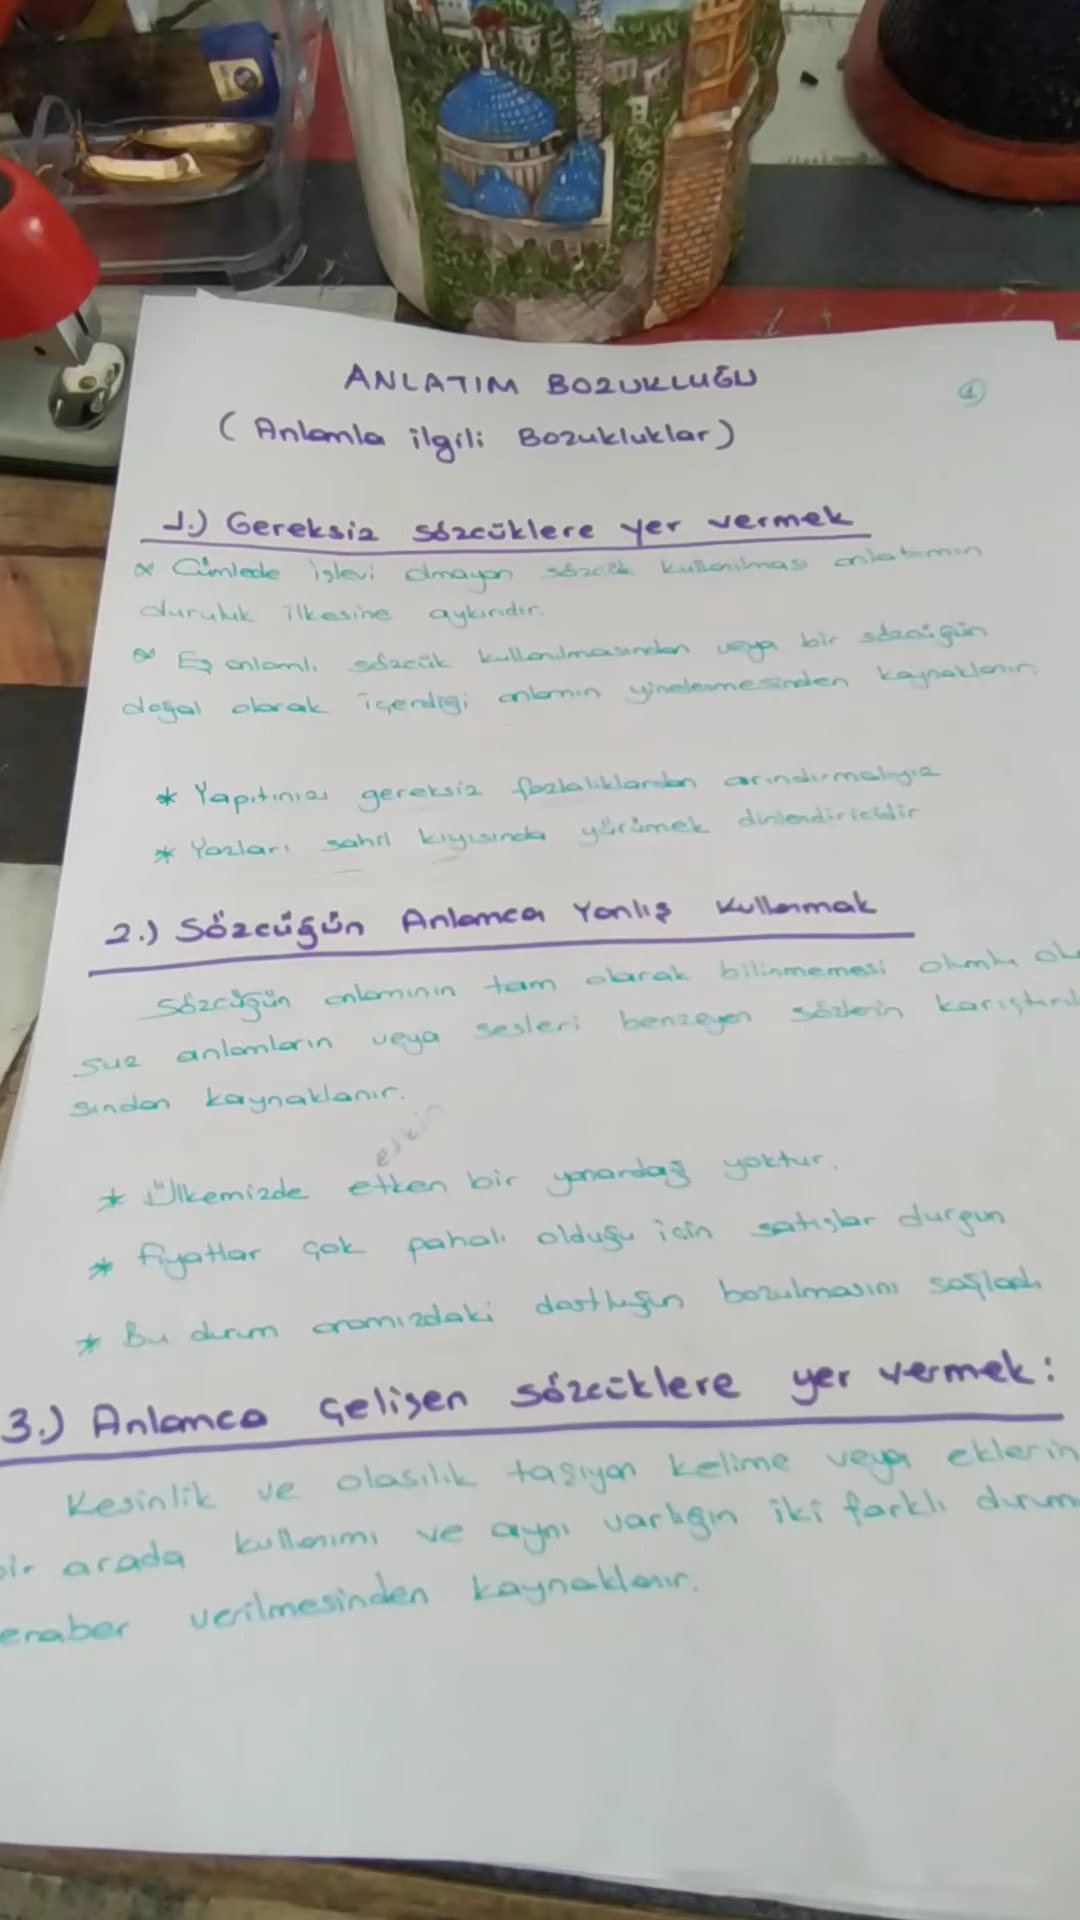 ANLATIM BOZUKLUĞU
1
(Anlamla ilgili Bozukluklar)
1.) Gereksiz sözcüklere yer vermek
Cümlede işlevi olmayan sözcük kullanılması anlatımın
duruluk ilkesine aykırıdır.
Eş anlamlı sözcük kullanılmasından veya bir sözcüğün
doğal olarak içerdiği anlamın yinelenmesinden kaynaklanır.
* Yapıtınızı gereksiz fazlalıklardan arındırmalıyız
* Yazları sahil kıyısında yürümek dinlendiricidir
2.) Sözcüğün Anlamca Yanlış Kullanmak
Sözcüğün anlamının tam olarak bilinmemesi olumlu olu
suz anlamların veya sesleri benzeyen sözlerin karıştırıl
sından kaynaklanır.
etkin
* Ülkemizde etken bir yanardağ yoktur.
* fiyatlar çok pahalı olduğu için satışlar durgun
* Bu durum aramızdaki dostluğun bozulmasını sağladı
3.) Anlamca Çelişen sözcüklere yer vermek:
Kesinlik ve olasılık taşıyan kelime veya eklerin
bir arada kullanımı ve aynı varlığın iki farklı durum
enaber verilmesinden kaynaklanır.